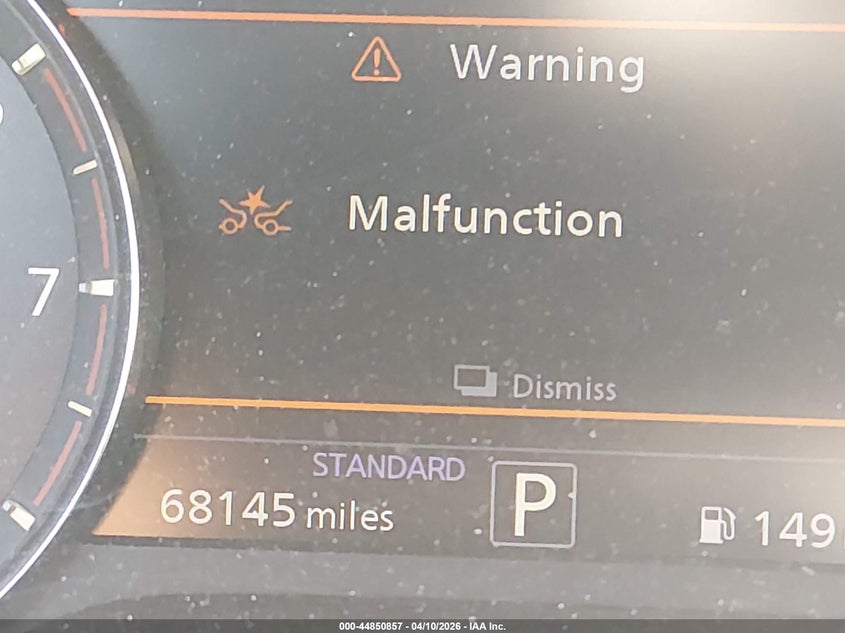 Warning
Malfunction
7
Dismiss
STANDARD
68145 miles
P
149
000-44850857 - 04/10/2026 - IAA Inc.